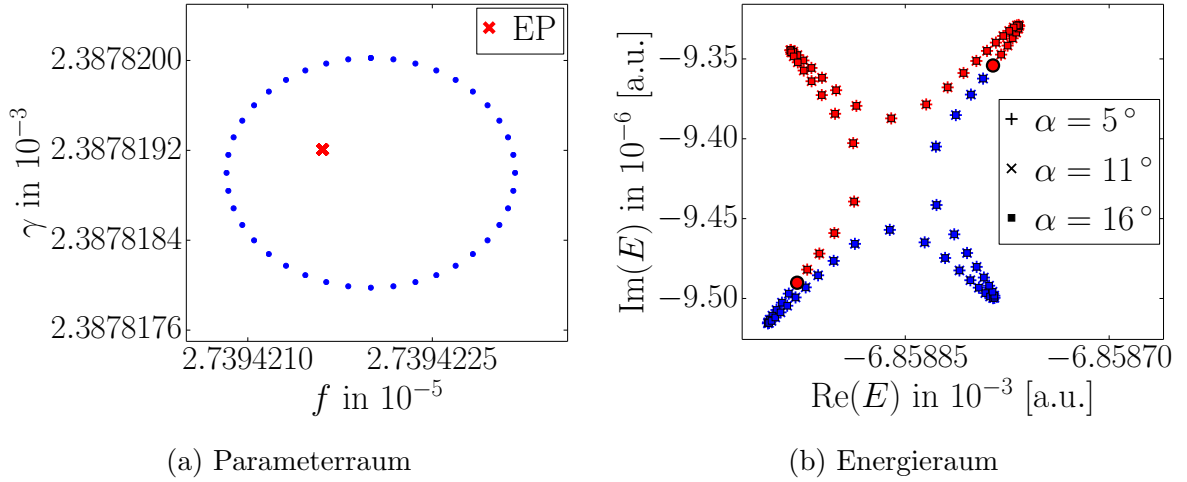 EP
γ in 10⁻³
2.3878200
2.3878192
2.3878184
2.3878176
2.7394210 2.7394225
f in 10⁻⁵
(a) Parameterraum
Im(E) in 10⁻⁶ [a.u.]
−9.35
−9.40
−9.45
−9.50
α = 5°
α = 11°
α = 16°
−6.85885 −6.85870
Re(E) in 10⁻³ [a.u.]
(b) Energieraum